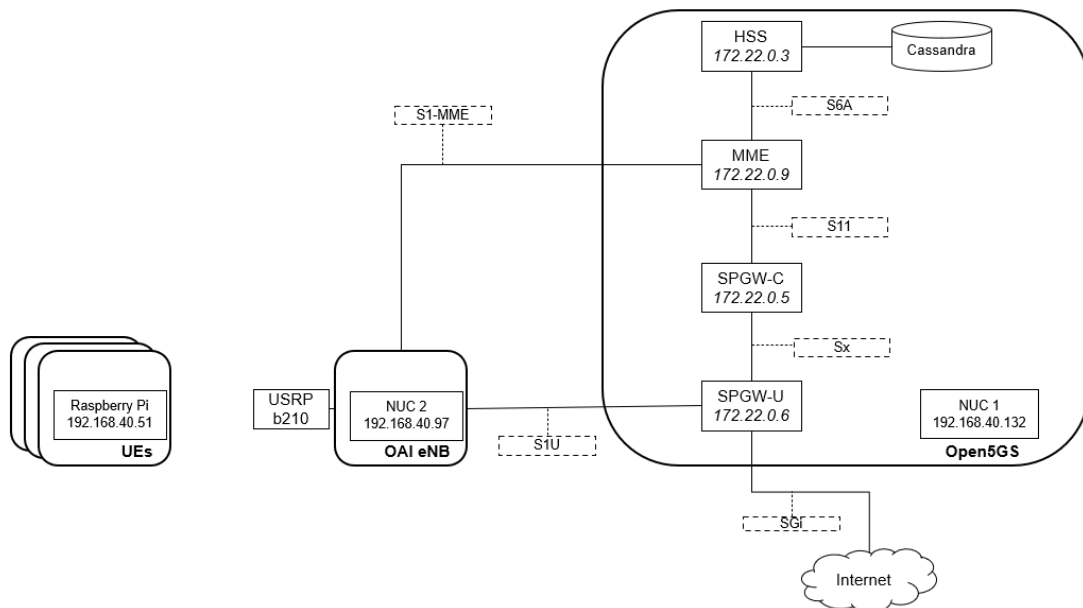 HSS
172.22.0.3
Cassandra
S6A
S1-MME
MME
172.22.0.9
S11
SPGW-C
172.22.0.5
Sx
Raspberry Pi
192.168.40.51
UEs
USRP
b210
NUC 2
192.168.40.97
OAI eNB
S1U
SPGW-U
172.22.0.6
NUC 1
192.168.40.132
Open5GS
SGi
Internet